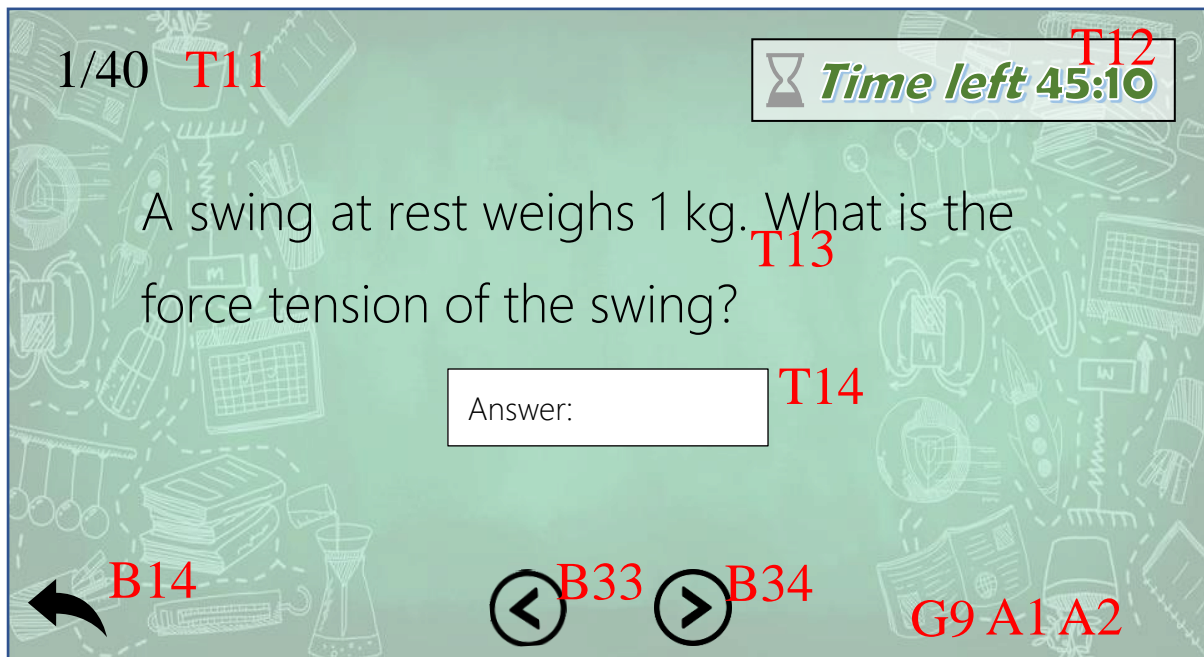 1/40 T11
T12
Time left 45:10
A swing at rest weighs 1 kg. What is the
T13
force tension of the swing?
Answer:
T14
B14
B33
B34
G9 A1 A2
N
M
N
W